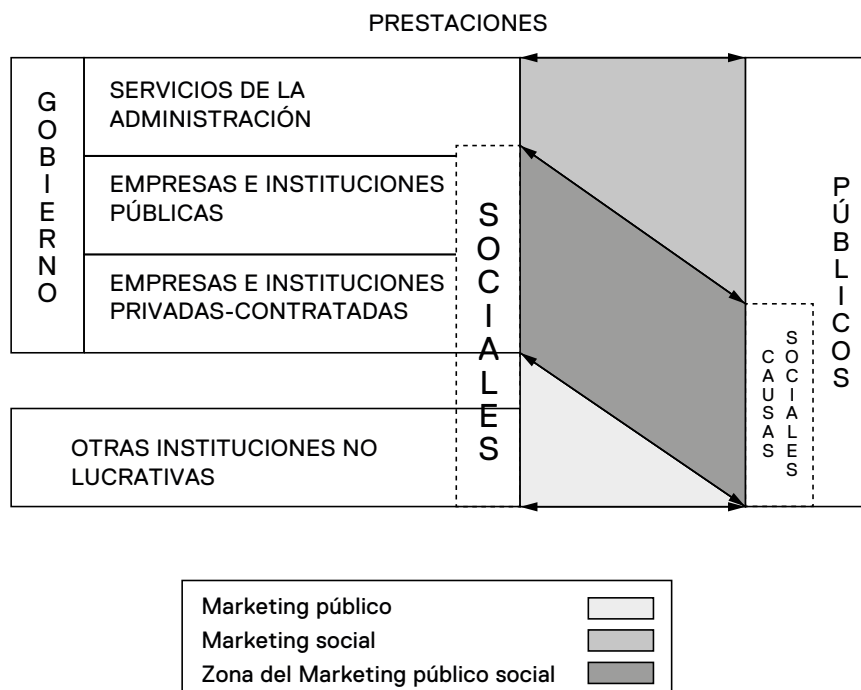 PRESTACIONES
GOBIERNO
SERVICIOS DE LA
ADMINISTRACIÓN
EMPRESAS E INSTITUCIONES
PÚBLICAS
EMPRESAS E INSTITUCIONES
PRIVADAS-CONTRATADAS
OTRAS INSTITUCIONES NO
LUCRATIVAS
SOCIALES
CAUSAS
SOCIALES
PÚBLICOS
Marketing público
Marketing social
Zona del Marketing público social